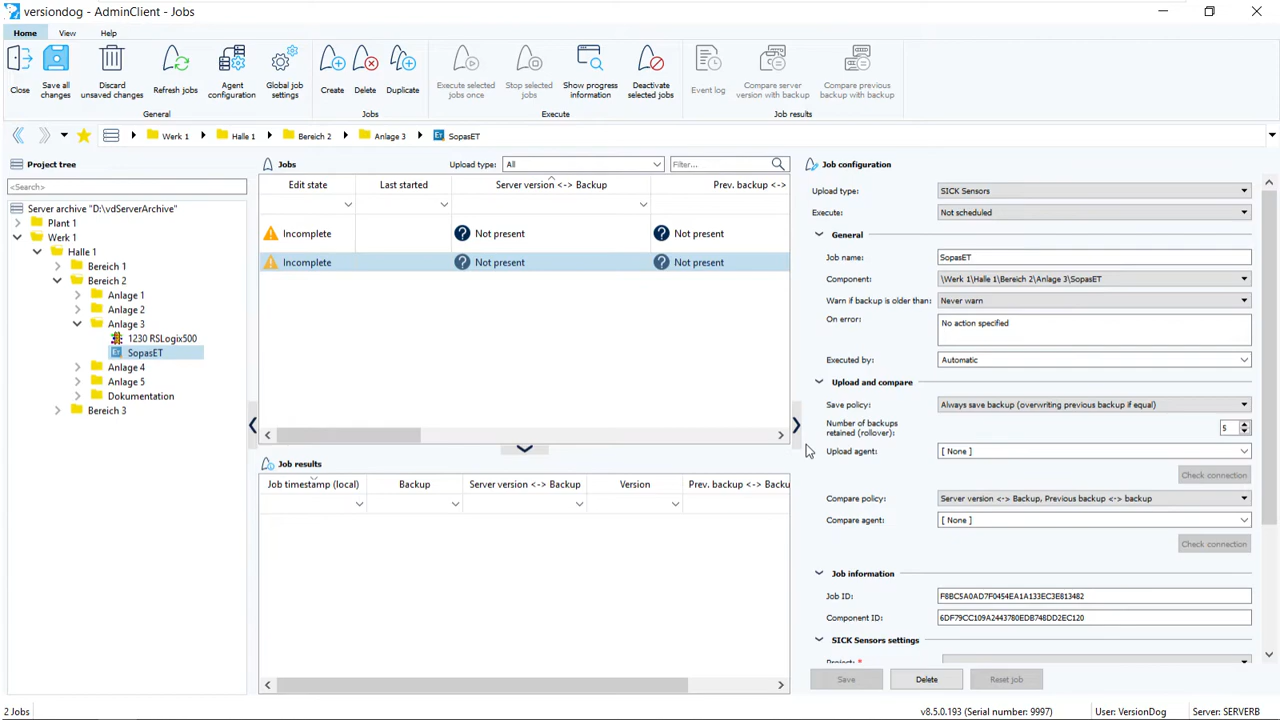 versiondog - AdminClient - Jobs
Home View Help
Close
Save all changes
Discard unsaved changes
Refresh jobs
Agent configuration
Global job settings
General
Create
Delete
Duplicate
Jobs
Execute selected jobs once
Stop selected jobs
Show progress information
Deactivate selected jobs
Execute
Event log
Compare server version with backup
Compare previous backup with backup
Job results
Werk 1 Halle 1 Bereich 2 Anlage 3 SopasET
Project tree
<Search>
Server archive "D:\vdServerArchive"
Plant 1
Werk 1
Halle 1
Bereich 1
Bereich 2
Anlage 1
Anlage 2
Anlage 3
1230 RSLogix500
SopasET
Anlage 4
Anlage 5
Dokumentation
Bereich 3
Jobs Upload type: All Filter...
Edit state Last started Server version <-> Backup Prev. backup <->
Incomplete Not present Not present
Incomplete Not present Not present
Job results
Job timestamp (local) Backup Server version <-> Backup Version Prev. backup <-> Backu
Job configuration
Upload type: SICK Sensors
Execute: Not scheduled
General
Job name: SopasET
Component: \Werk 1\Halle 1\Bereich 2\Anlage 3\SopasET
Warn if backup is older than: Never warn
On error: No action specified
Executed by: Automatic
Upload and compare
Save policy: Always save backup (overwriting previous backup if equal)
Number of backups retained (rollover): 5
Upload agent: [ None ]
Check connection
Compare policy: Server version <-> Backup, Previous backup <-> backup
Compare agent: [ None ]
Check connection
Job information
Job ID: F8BC5A0AD7F0454EA1A133EC3E813482
Component ID: 6DF79CC109A2443780EDB748DD2EC120
SICK Sensors settings
Project: *
Save Delete Reset job
2 Jobs v8.5.0.193 (Serial number: 9997) User: VersionDog Server: SERVERB